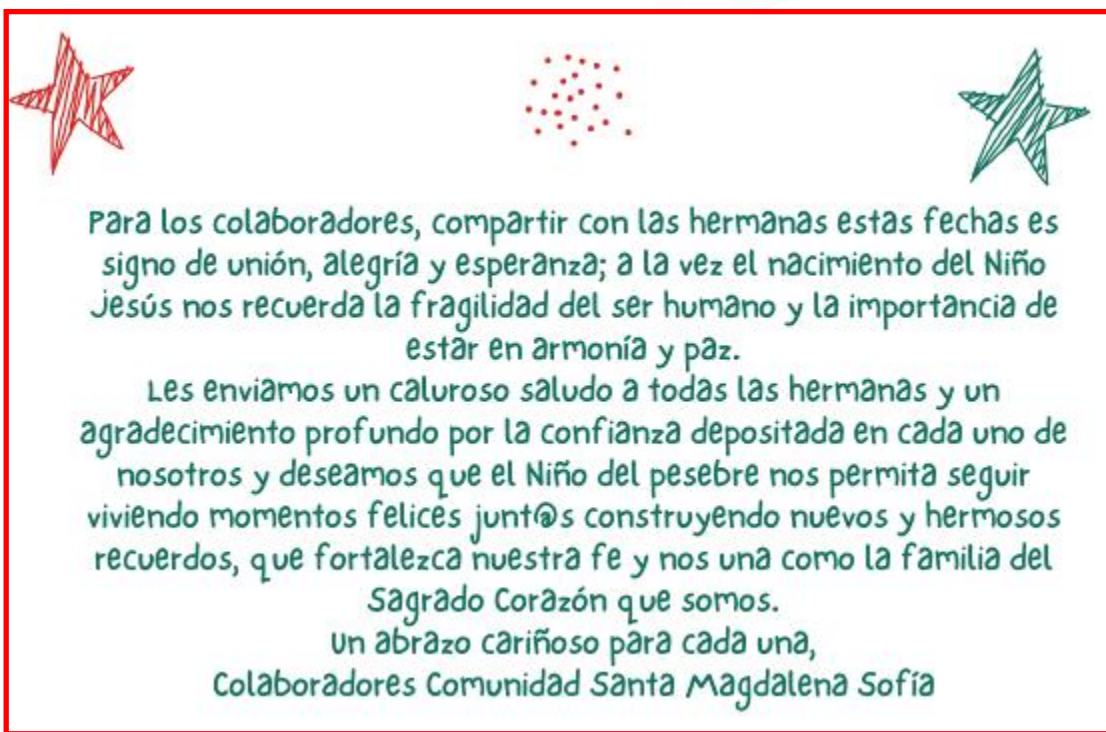 Para los colaboradores, compartir con las hermanas estas fechas es
signo de unión, alegría y esperanza; a la vez el nacimiento del Niño
Jesús nos recuerda la fragilidad del ser humano y la importancia de
estar en armonía y paz.
Les enviamos un caluroso saludo a todas las hermanas y un
agradecimiento profundo por la confianza depositada en cada uno de
nosotros y deseamos que el Niño del pesebre nos permita seguir
viviendo momentos felices junt@s construyendo nuevos y hermosos
recuerdos, que fortalezca nuestra fe y nos una como la familia del
Sagrado Corazón que somos.
Un abrazo cariñoso para cada una,
Colaboradores Comunidad Santa Magdalena Sofía